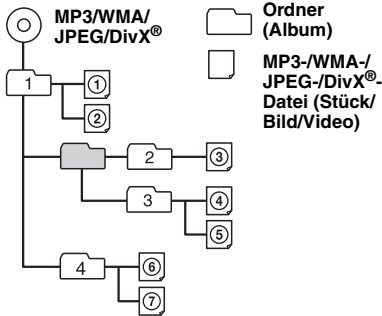 MP3/WMA/
JPEG/DivX®
Ordner
(Album)
MP3-/WMA-/
JPEG-/DivX®-
Datei (Stück/
Bild/Video)
1
①
②
2
③
3
④
⑤
4
⑥
⑦